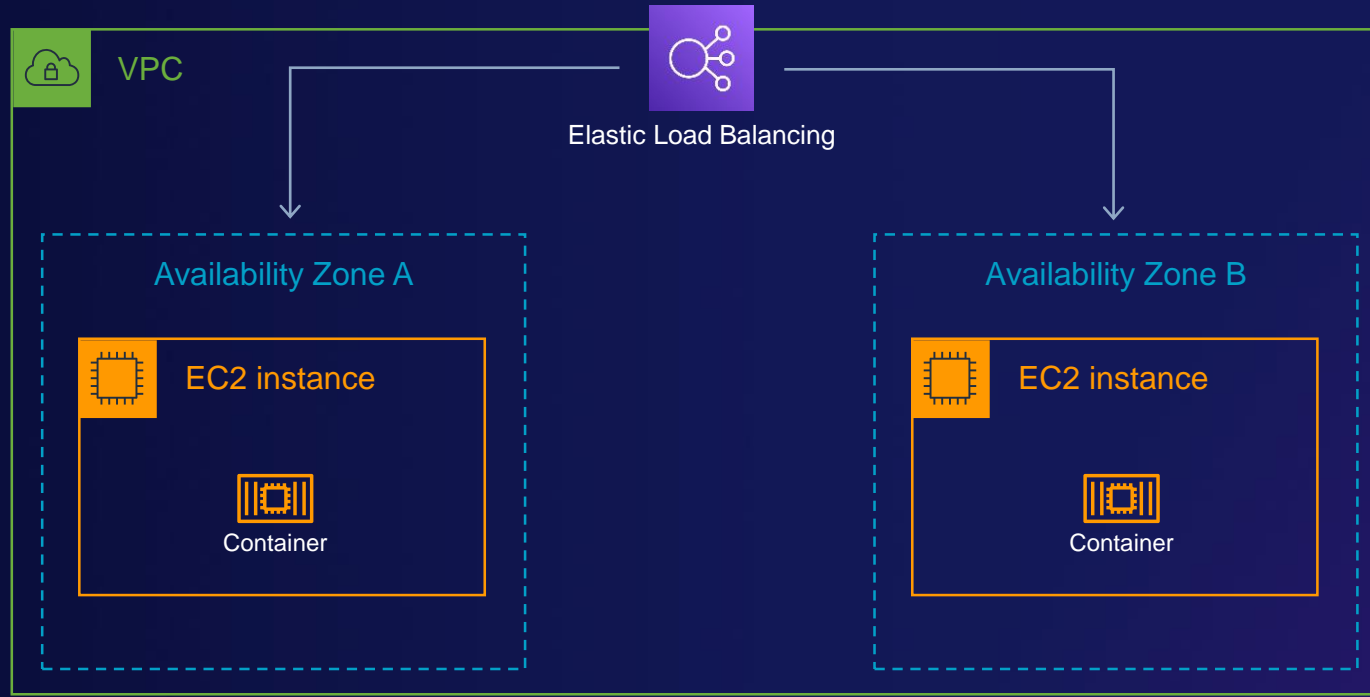 VPC
Elastic Load Balancing
Availability Zone A
EC2 instance
Container
Availability Zone B
EC2 instance
Container